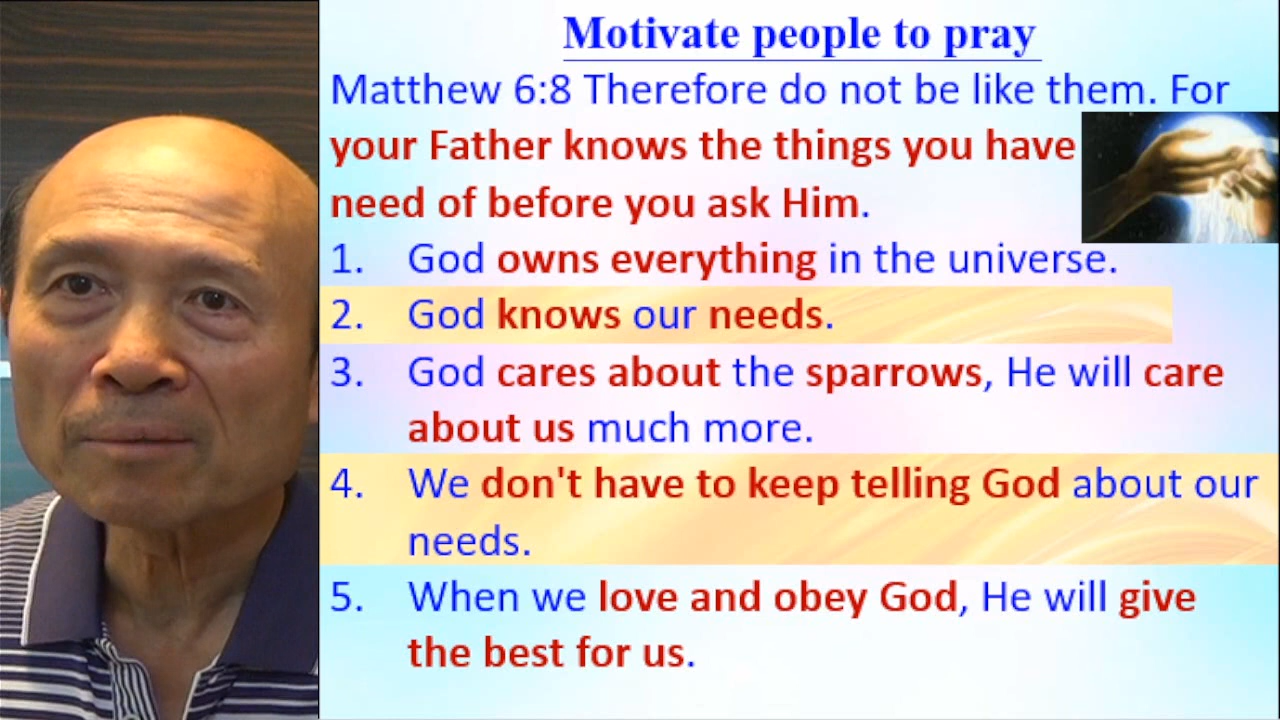 Motivate people to pray
Matthew 6:8 Therefore do not be like them. For
your Father knows the things you have
need of before you ask Him.
1. God owns everything in the universe.
2. God knows our needs.
3. God cares about the sparrows, He will care
about us much more.
4. We don't have to keep telling God about our
needs.
5. When we love and obey God, He will give
the best for us.